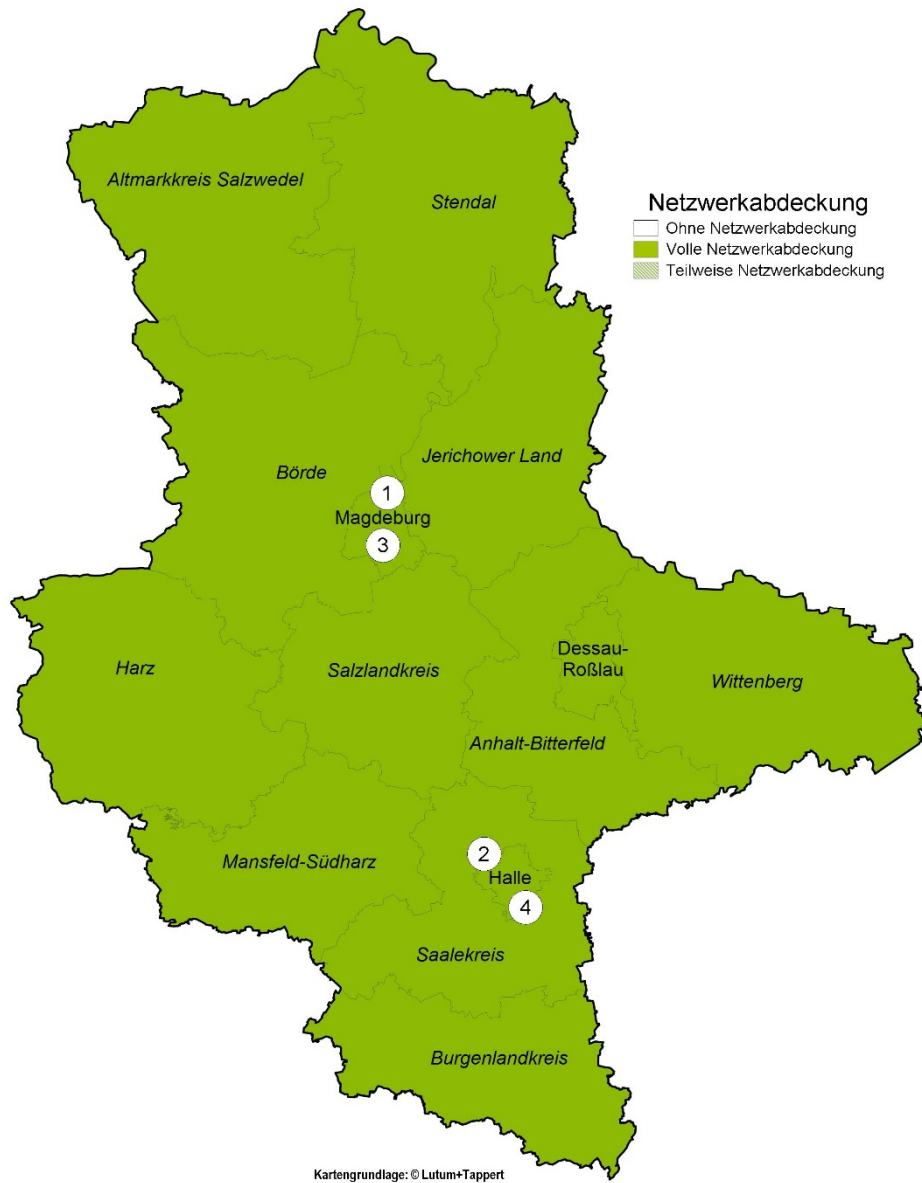 Altmarkkreis Salzwedel
Stendal
Netzwerkabdeckung
Ohne Netzwerkabdeckung
Volle Netzwerkabdeckung
Teilweise Netzwerkabdeckung
Börde
Jerichower Land
1
Magdeburg
3
Harz
Salzlandkreis
Dessau-
Roßlau
Wittenberg
Anhalt-Bitterfeld
Mansfeld-Südharz
2
Halle
4
Saalekreis
Burgenlandkreis
Kartengrundlage: © Lutum+Tappert